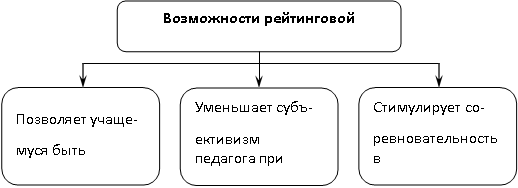 Возможности рейтинговой
Позволяет учаще-
муся быть
Уменьшает субъ-
ективизм
педагога при
Стимулирует со-
ревновательность
в